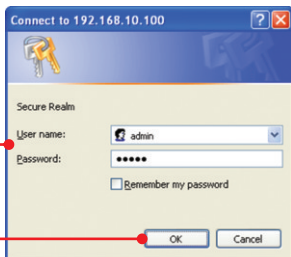 Connect to 192.168.10.100
Secure Realm
User name:
admin
Password:
•••••
Remember my password
OK
Cancel